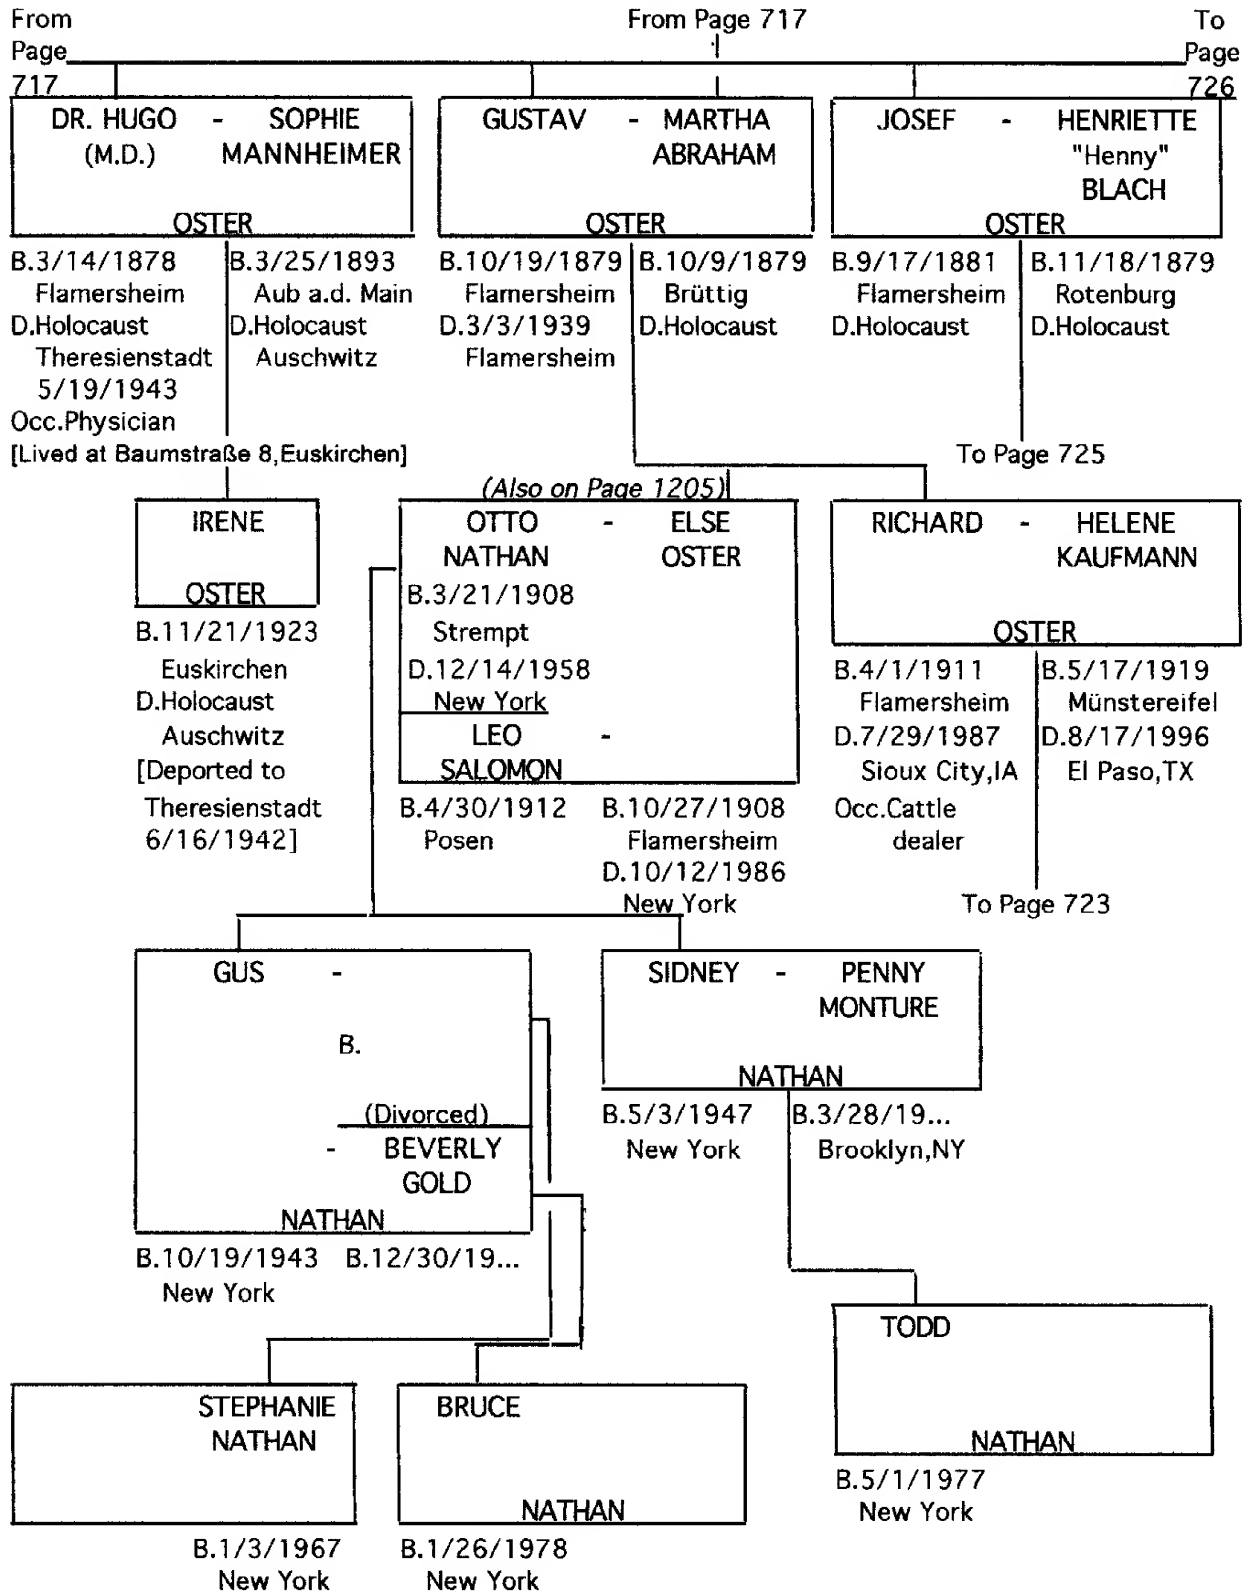 From
Page
717
From Page 717
To
Page
726
DR. HUGO - SOPHIE
(M.D.) MANNHEIMER
OSTER
B.3/14/1878 B.3/25/1893
Flamersheim Aub a.d. Main
D.Holocaust D.Holocaust
Theresienstadt Auschwitz
5/19/1943
Occ.Physician
[Lived at Baumstraße 8,Euskirchen]
GUSTAV - MARTHA
ABRAHAM
OSTER
B.10/19/1879 B.10/9/1879
Flamersheim Brüttig
D.3/3/1939 D.Holocaust
Flamersheim
JOSEF - HENRIETTE
"Henny"
BLACH
OSTER
B.9/17/1881 B.11/18/1879
Flamersheim Rotenburg
D.Holocaust D.Holocaust
To Page 725
IRENE
OSTER
B.11/21/1923
Euskirchen
D.Holocaust
Auschwitz
[Deported to
Theresienstadt
6/16/1942]
(Also on Page 1205)
OTTO - ELSE
NATHAN OSTER
B.3/21/1908
Strempt
D.12/14/1958
New York
LEO -
SALOMON
B.4/30/1912 B.10/27/1908
Posen Flamersheim
D.10/12/1986
New York
RICHARD - HELENE
KAUFMANN
OSTER
B.4/1/1911 B.5/17/1919
Flamersheim Münstereifel
D.7/29/1987 D.8/17/1996
Sioux City,IA El Paso,TX
Occ.Cattle
dealer
To Page 723
GUS -
B.
(Divorced)
- BEVERLY
GOLD
NATHAN
B.10/19/1943 B.12/30/19...
New York
SIDNEY - PENNY
MONTURE
NATHAN
B.5/3/1947 B.3/28/19...
New York Brooklyn,NY
STEPHANIE
NATHAN
B.1/3/1967
New York
BRUCE
NATHAN
B.1/26/1978
New York
TODD
NATHAN
B.5/1/1977
New York